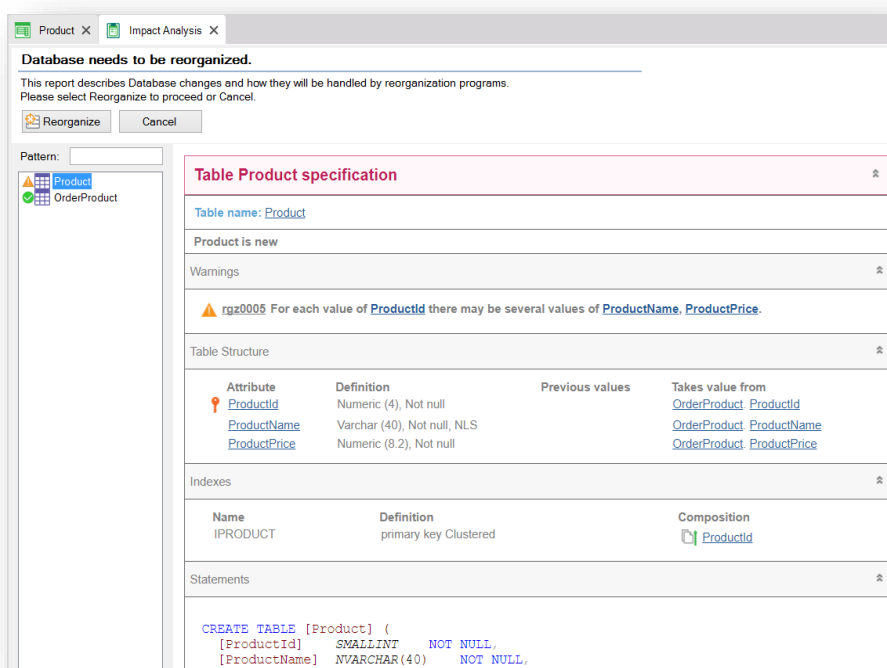 Product Impact Analysis
Database needs to be reorganized.
This report describes Database changes and how they will be handled by reorganization programs.
Please select Reorganize to proceed or Cancel.
Reorganize Cancel
Pattern:
Product
OrderProduct
Table Product specification
Table name: Product
Product is new
Warnings
rgz0005 For each value of ProductId there may be several values of ProductName, ProductPrice.
Table Structure
Attribute Definition Previous values Takes value from
ProductId Numeric (4), Not null OrderProduct. ProductId
ProductName Varchar (40), Not null, NLS OrderProduct. ProductName
ProductPrice Numeric (8.2), Not null OrderProduct. ProductPrice
Indexes
Name Definition Composition
IPRODUCT primary key Clustered ProductId
Statements
CREATE TABLE [Product] (
[ProductId] SMALLINT NOT NULL,
[ProductName] NVARCHAR(40) NOT NULL,